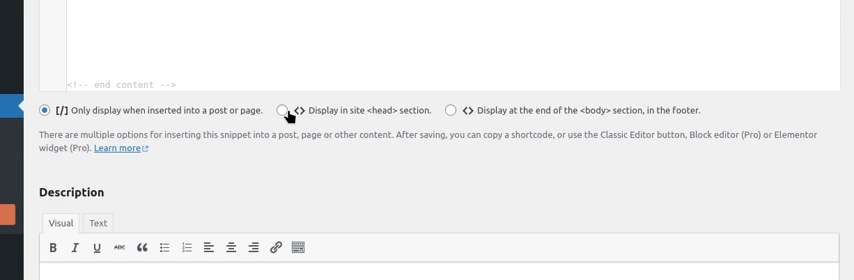 <!-- end content -->
[/] Only display when inserted into a post or page. <> Display in site <head> section. <> Display at the end of the <body> section, in the footer.
There are multiple options for inserting this snippet into a post, page or other content. After saving, you can copy a shortcode, or use the Classic Editor button, Block editor (Pro) or Elementor
widget (Pro). Learn more
Description
Visual Text
B I U ABC